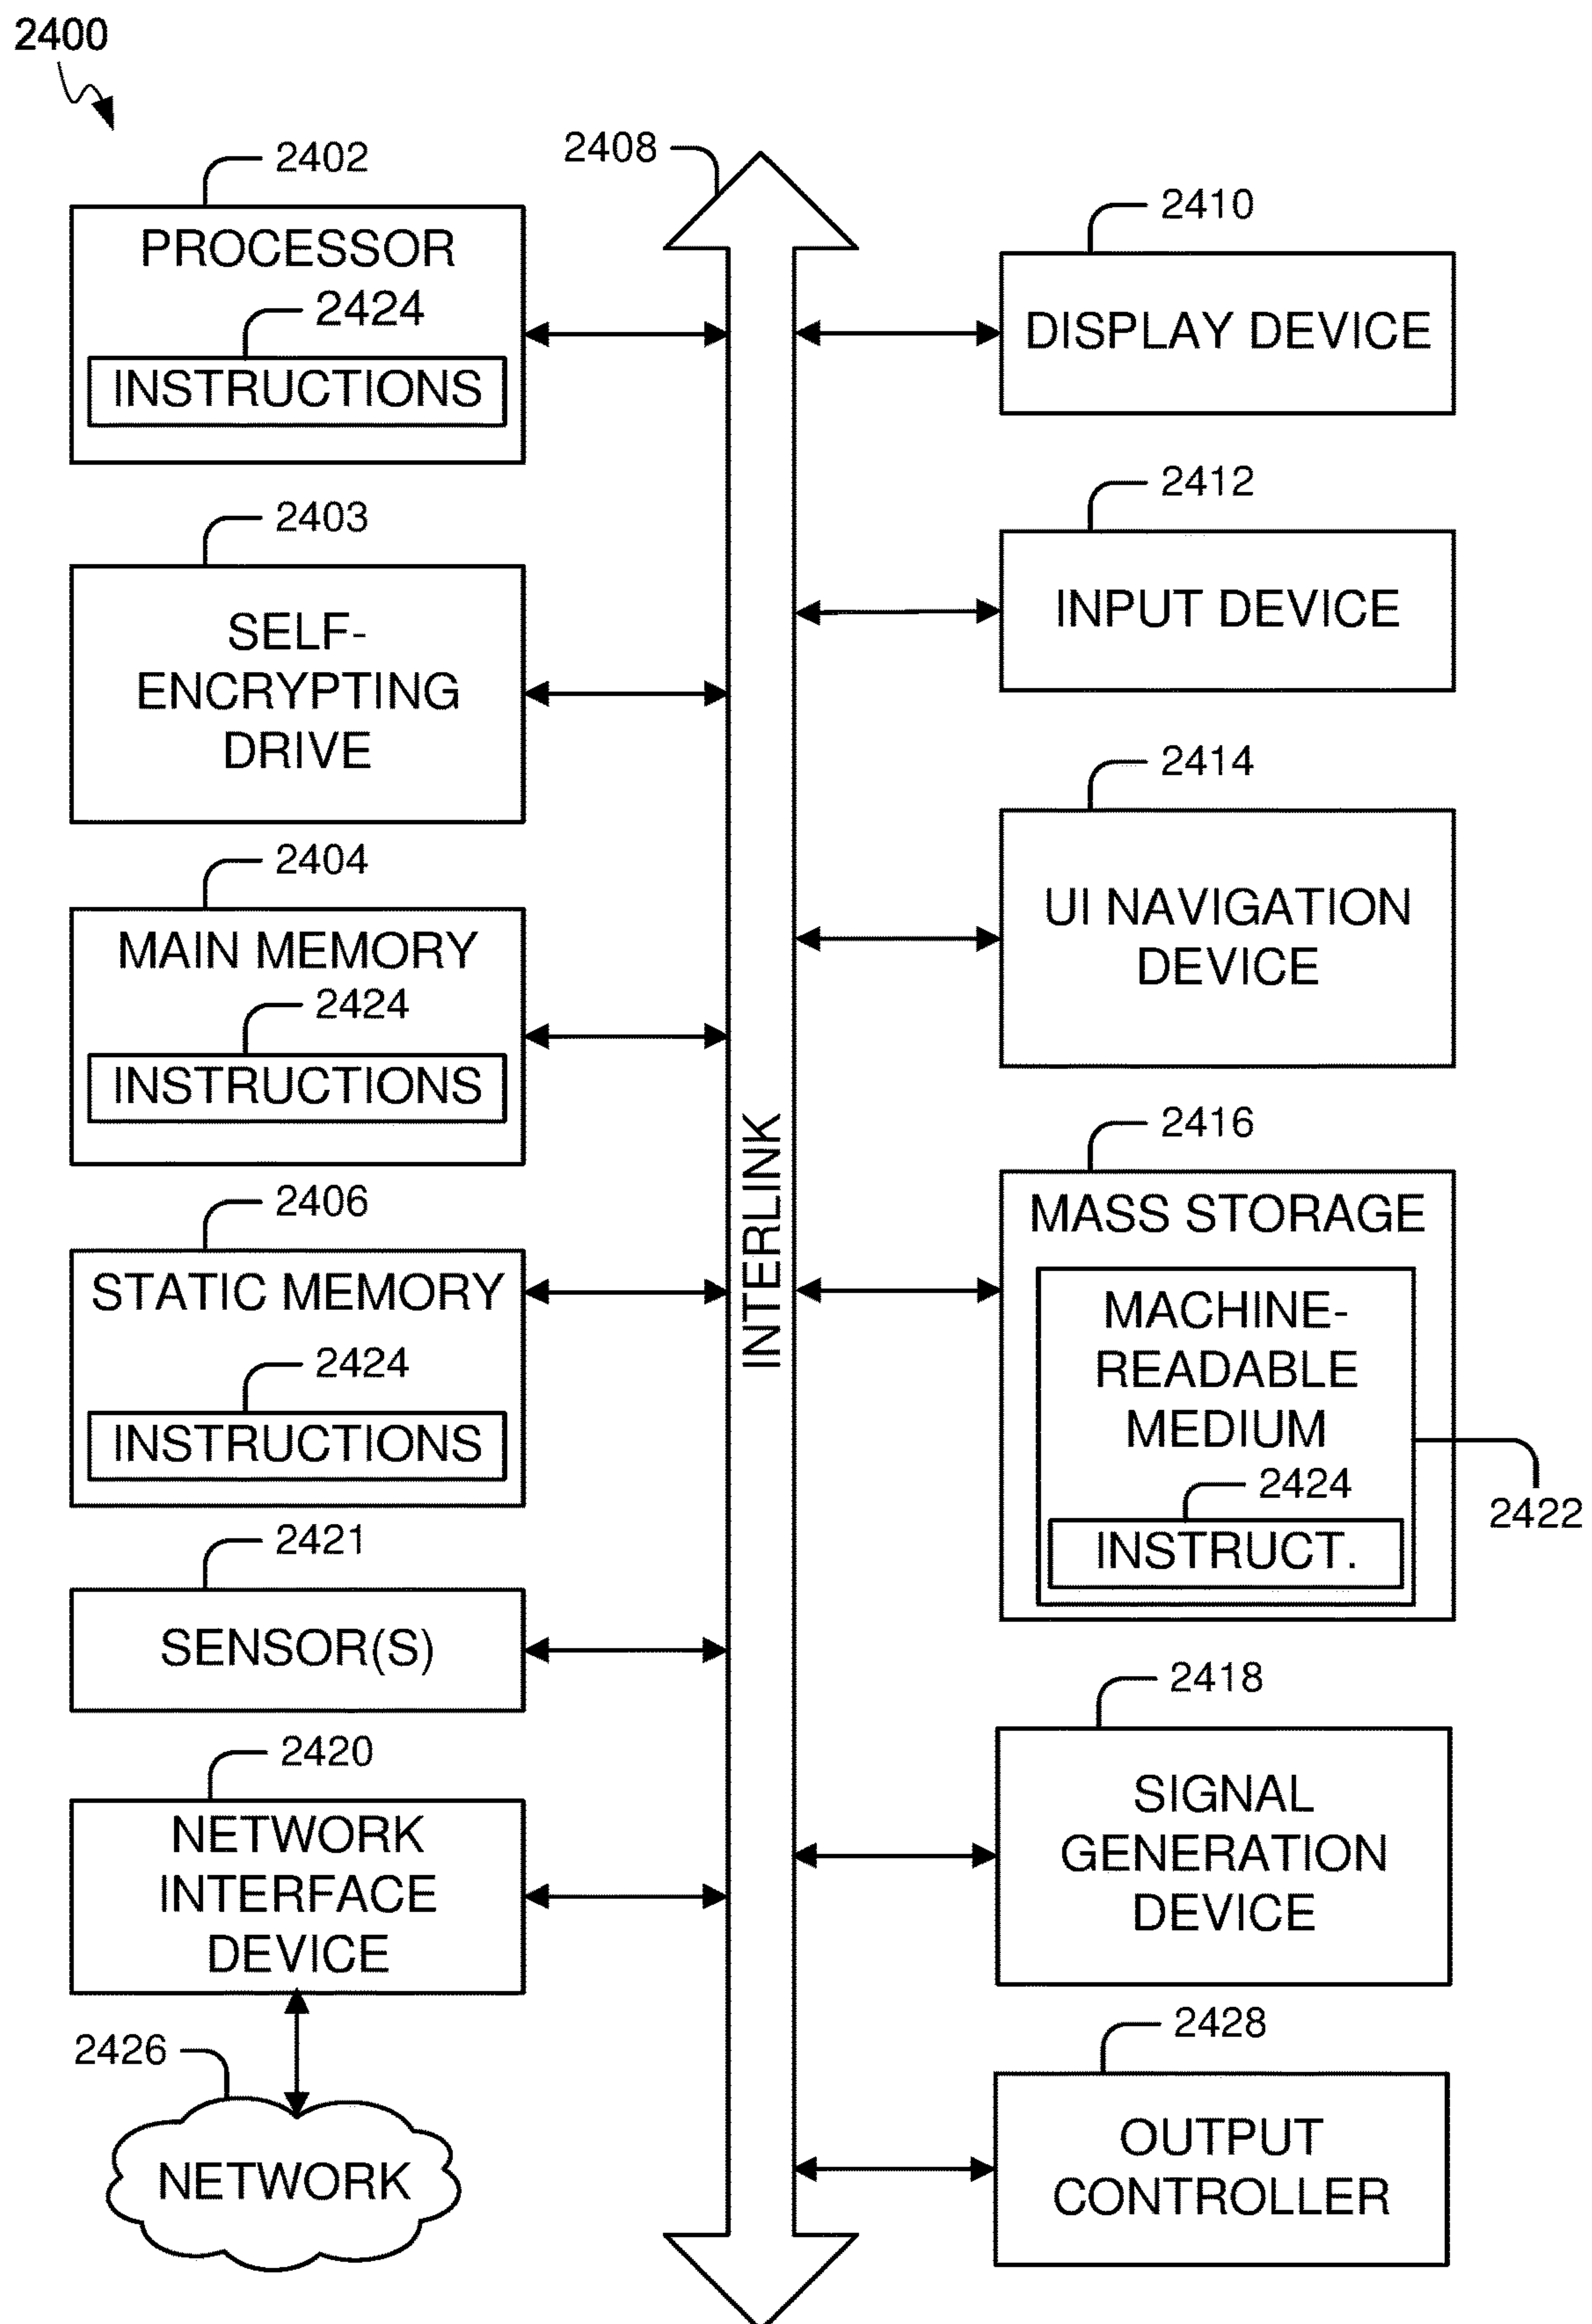 2400
2402
PROCESSOR
2424
INSTRUCTIONS
2403
SELF-
ENCRYPTING
DRIVE
2404
MAIN MEMORY
2424
INSTRUCTIONS
2406
STATIC MEMORY
2424
INSTRUCTIONS
2421
SENSOR(S)
2420
NETWORK
INTERFACE
DEVICE
2426
NETWORK
2408
INTERLINK
2410
DISPLAY DEVICE
2412
INPUT DEVICE
2414
UI NAVIGATION
DEVICE
2416
MASS STORAGE
MACHINE-
READABLE
MEDIUM
2424
INSTRUCT.
2422
2418
SIGNAL
GENERATION
DEVICE
2428
OUTPUT
CONTROLLER